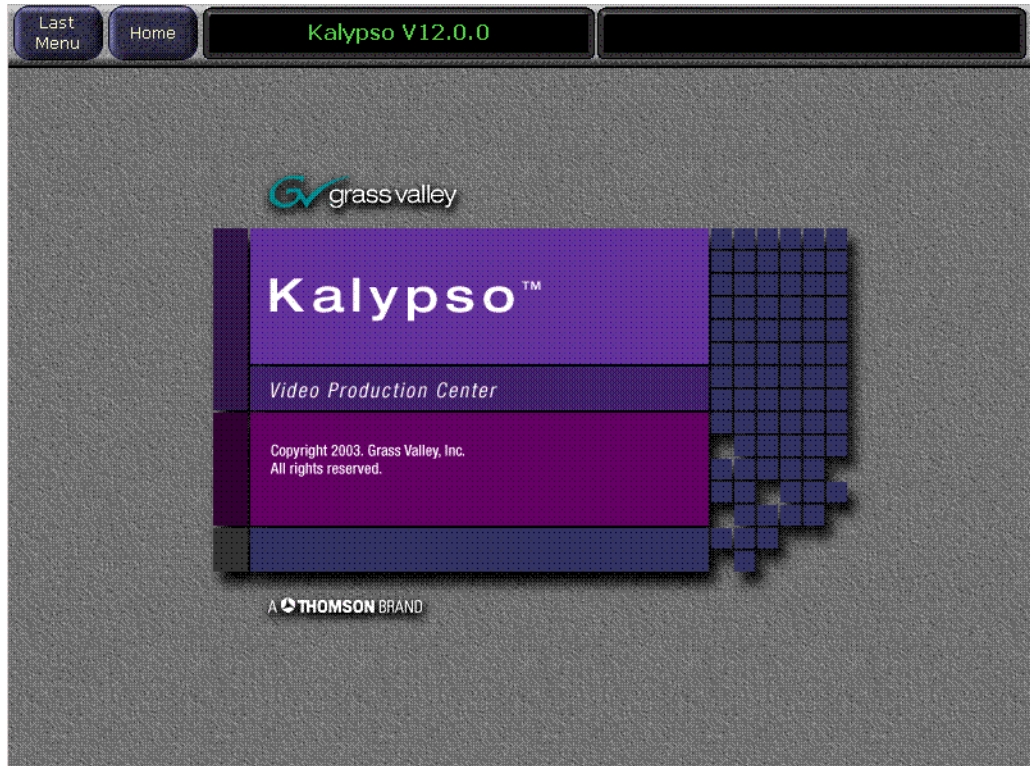 Last
Menu
Home
Kalypso V12.0.0
GV grass valley
Kalypso™
Video Production Center
Copyright 2003. Grass Valley, Inc.
All rights reserved.
A THOMSON BRAND